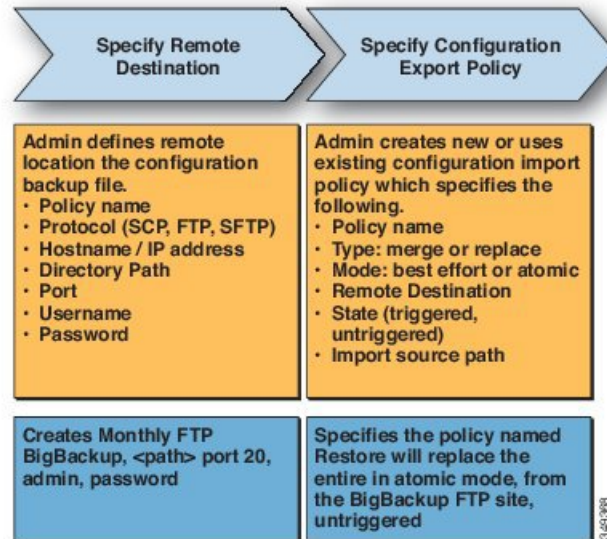 Specify Remote
Destination
Specify Configuration
Export Policy
Admin defines remote
location the configuration
backup file.
· Policy name
· Protocol (SCP, FTP, SFTP)
· Hostname / IP address
· Directory Path
· Port
· Username
· Password
Admin creates new or uses
existing configuration import
policy which specifies the
following.
· Policy name
· Type: merge or replace
· Mode: best effort or atomic
· Remote Destination
· State (triggered,
untriggered)
· Import source path
Creates Monthly FTP
BigBackup, <path> port 20,
admin, password
Specifies the policy named
Restore will replace the
entire in atomic mode, from
the BigBackup FTP site,
untriggered